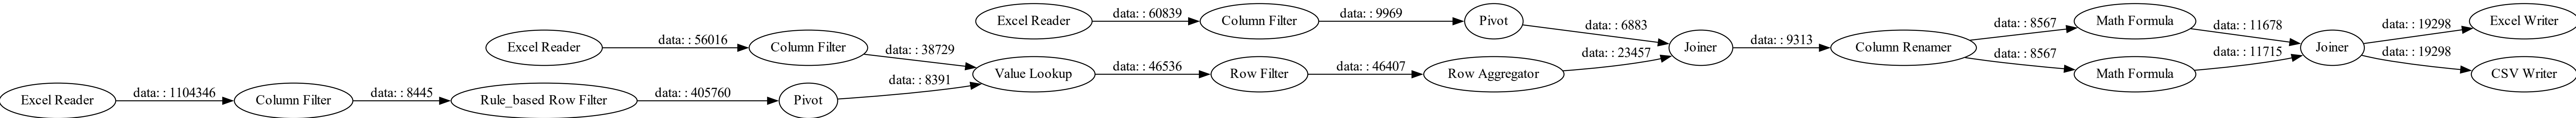 Excel Reader
data: : 60839
Column Filter
data: : 9969
Pivot
data: : 6883
Excel Reader
data: : 56016
Column Filter
data: : 38729
Excel Reader
data: : 1104346
Column Filter
data: : 8445
Rule_based Row Filter
data: : 405760
Pivot
data: : 8391
Value Lookup
data: : 46536
Row Filter
data: : 46407
Row Aggregator
data: : 23457
Joiner
data: : 9313
Column Renamer
data: : 8567
Math Formula
data: : 11678
data: : 8567
Math Formula
data: : 11715
Joiner
data: : 19298
Excel Writer
data: : 19298
CSV Writer